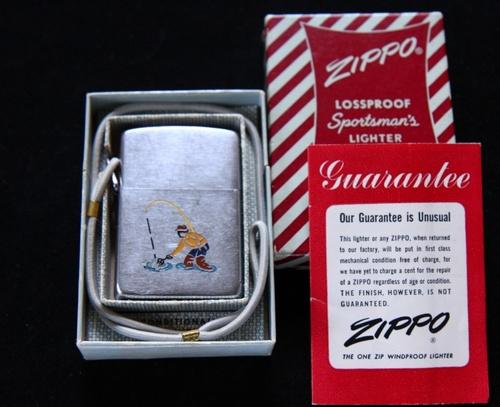 ZIPPO®
LOSSPROOF
Sportsman's
LIGHTER
Guarantee
Our Guarantee is Unusual
This lighter or any ZIPPO, when returned
to our factory, will be put in first class
mechanical condition free of charge, for
we have yet to charge a cent for the repair
of a ZIPPO regardless of age or condition.
THE FINISH, HOWEVER, IS NOT
GUARANTEED.
ZIPPO®
THE ONE ZIP WINDPROOF LIGHTER